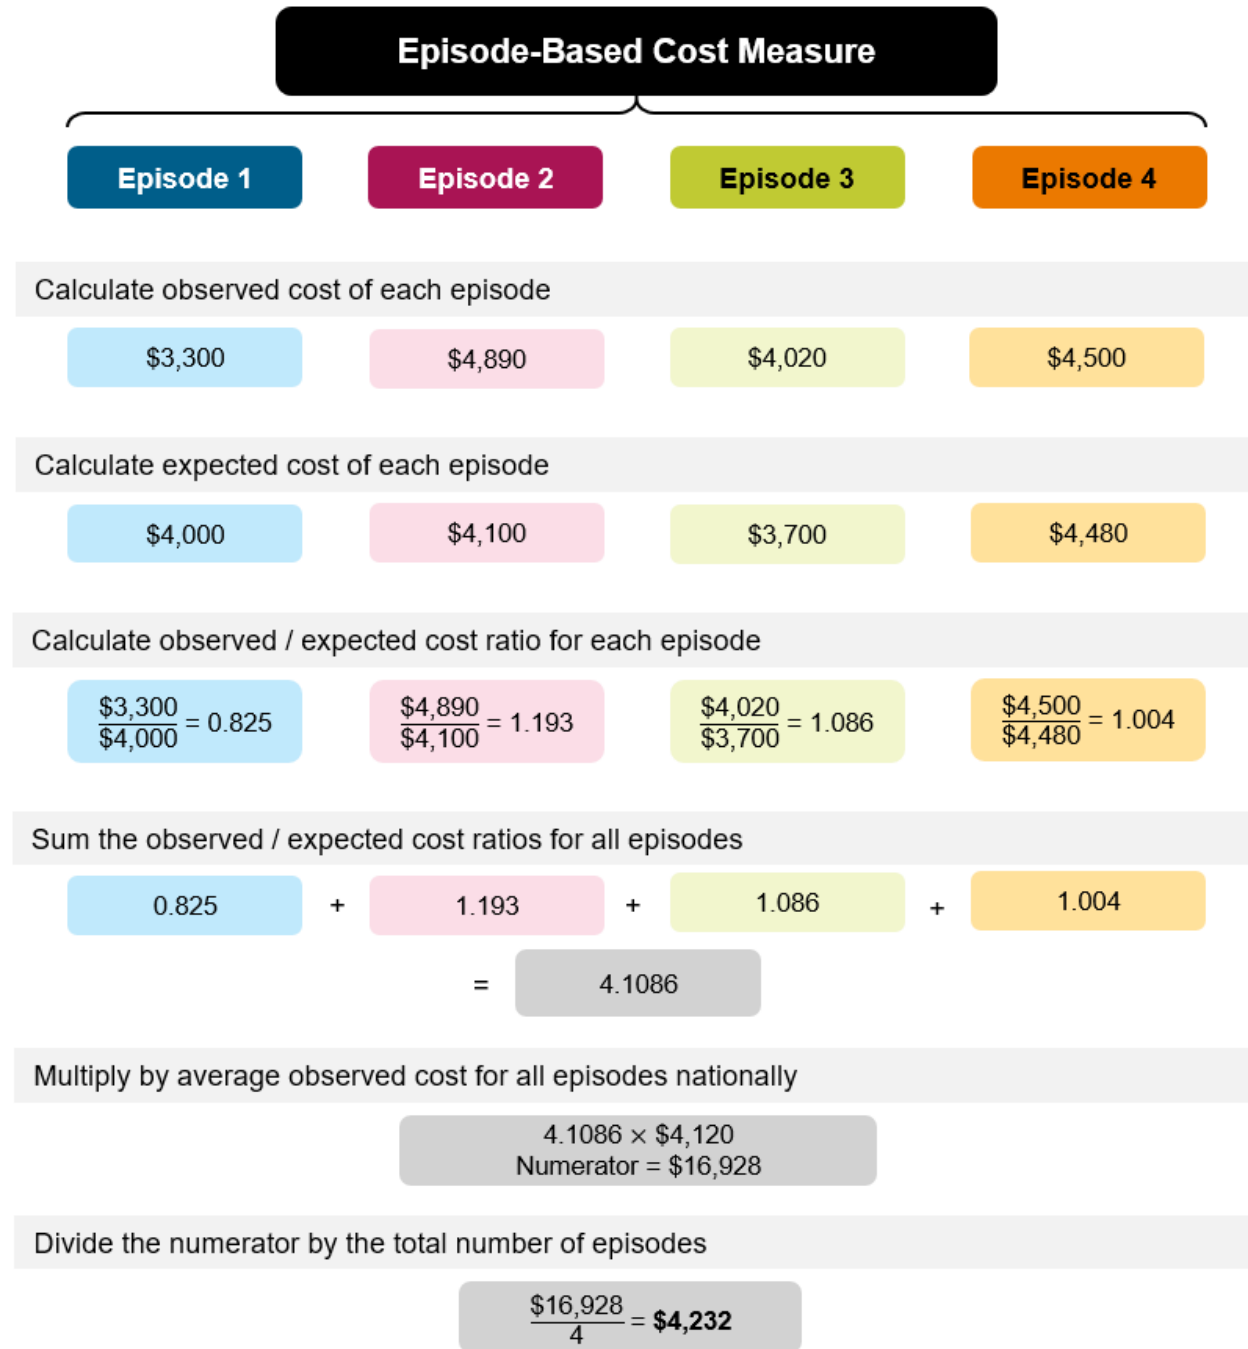 Episode-Based Cost Measure
Episode 1 Episode 2 Episode 3 Episode 4
Calculate observed cost of each episode
$3,300 $4,890 $4,020 $4,500
Calculate expected cost of each episode
$4,000 $4,100 $3,700 $4,480
Calculate observed / expected cost ratio for each episode
$3,300 / $4,000 = 0.825 $4,890 / $4,100 = 1.193 $4,020 / $3,700 = 1.086 $4,500 / $4,480 = 1.004
Sum the observed / expected cost ratios for all episodes
0.825 + 1.193 + 1.086 + 1.004
= 4.1086
Multiply by average observed cost for all episodes nationally
4.1086 × $4,120
Numerator = $16,928
Divide the numerator by the total number of episodes
$16,928 / 4 = $4,232